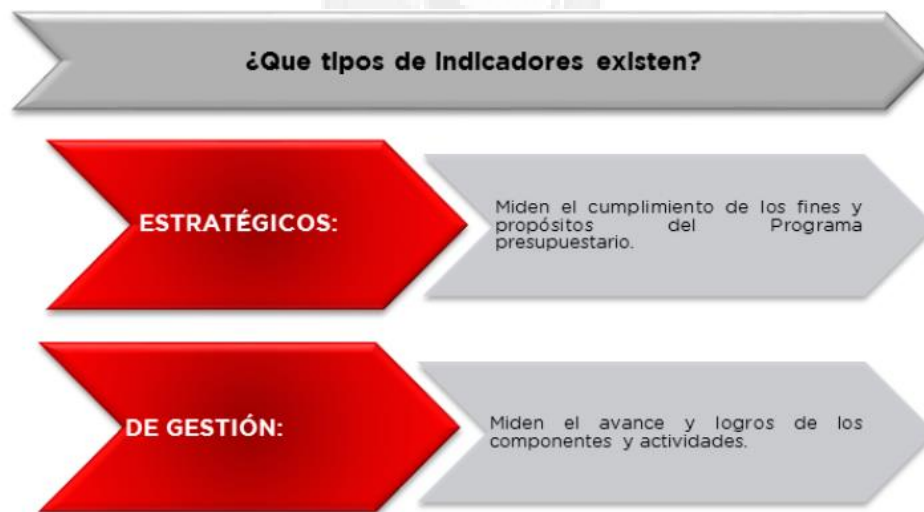 ¿Que tipos de indicadores existen?
ESTRATÉGICOS:
Miden el cumplimiento de los fines y
propósitos del Programa
presupuestario.
DE GESTIÓN:
Miden el avance y logros de los
componentes y actividades.